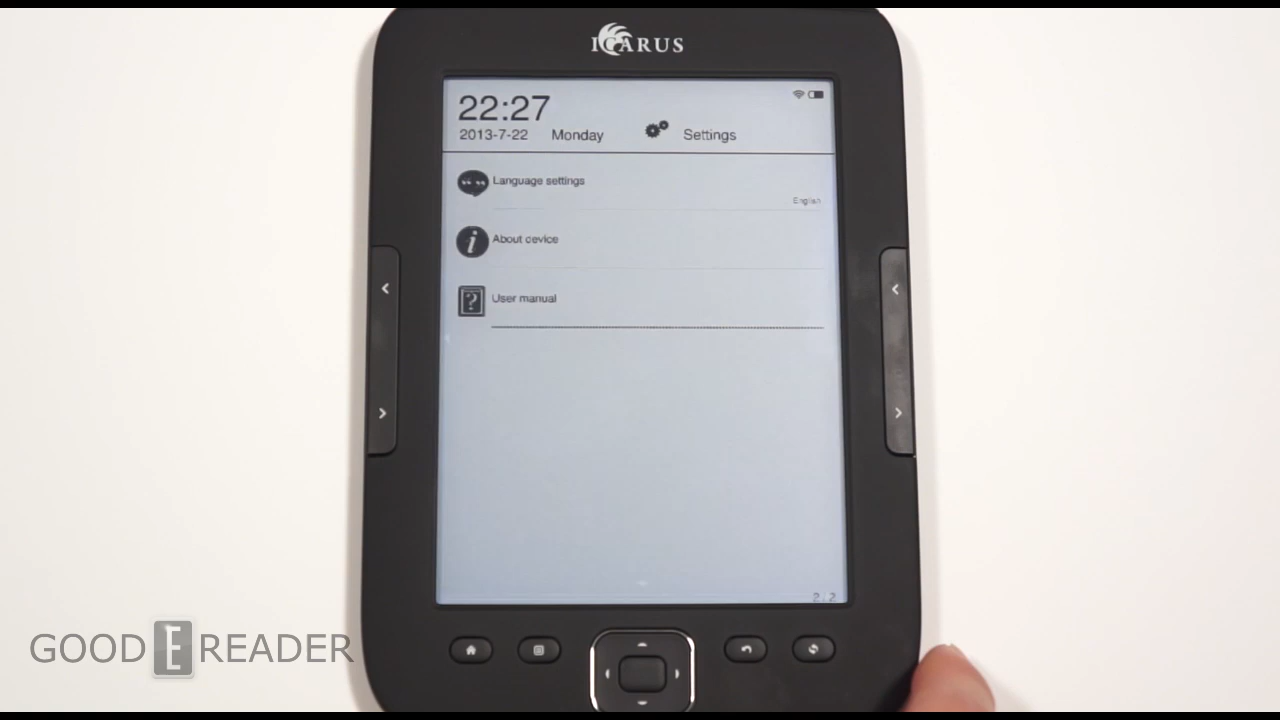 ICARUS
22:27
2013-7-22 Monday Settings
Language settings
English
About device
User manual
2.2
GOOD E READER